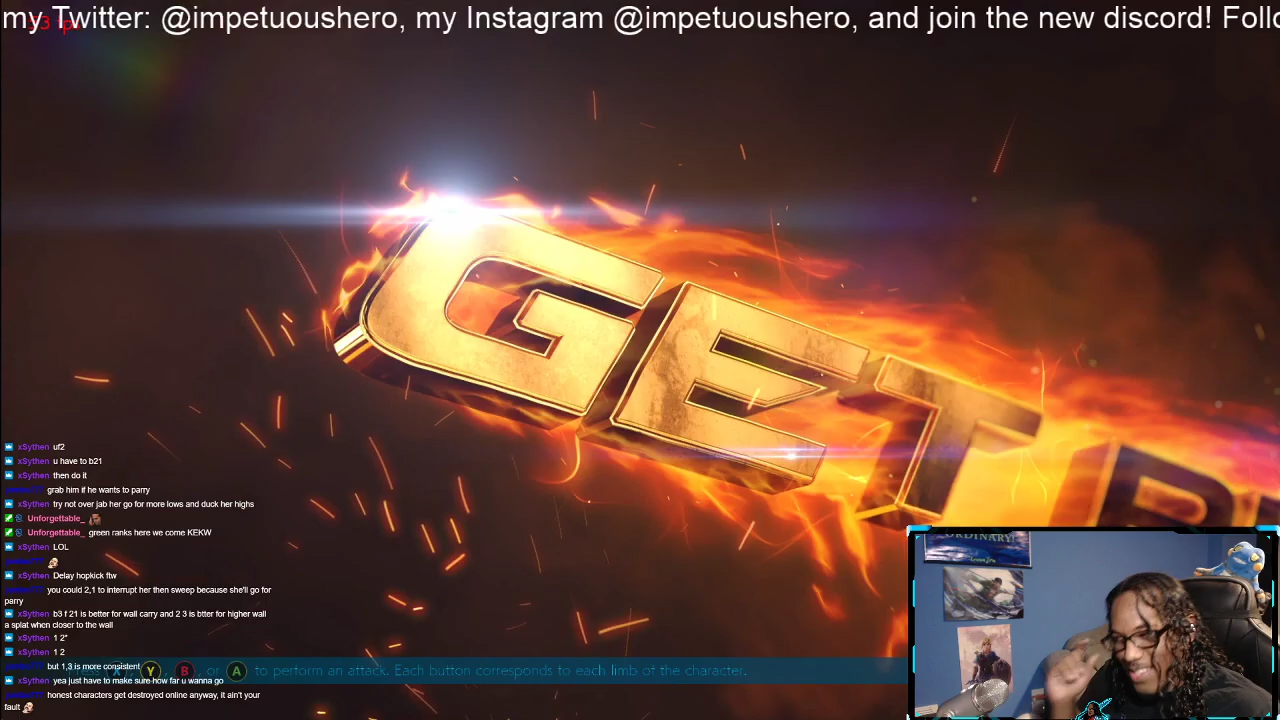 my Twitter: @impetuoushero, my Instagram @impetuoushero, and join the new discord! Follo
GET
ORDINARY
xSythen uf2
xSythen u have to b21
xSythen then do it
grab him if he wants to parry
xSythen try not over jab her go for more lows and duck her highs
Unforgettable_
Unforgettable_ green ranks here we come KEKW
xSythen LOL
xSythen Delay hopkick ftw
you could 2,1 to interrupt her then sweep because she'll go for
parry
xSythen b3 f 21 is better for wall carry and 2 3 is btter for higher wall
a splat when closer to the wall
xSythen 1 2*
xSythen 1 2
but 1,3 is more consistent
Y B, or A to perform an attack. Each button corresponds to each limb of the character.
xSythen yea just have to make sure how far u wanna go
honest characters get destroyed online anyway, it ain't your
fault